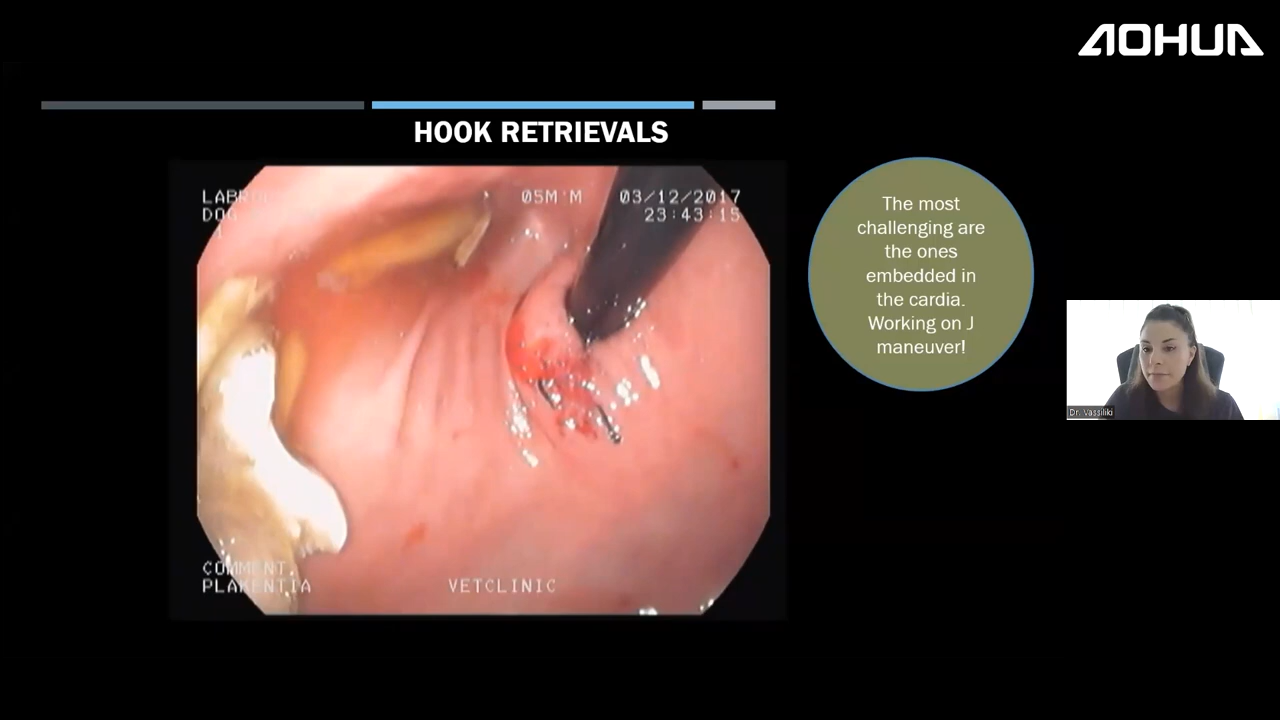 AOHUA
HOOK RETRIEVALS
05M M 03/12/2017
DOG 23:43:15
The most
challenging are
the ones
embedded in
the cardia.
Working on J
maneuver!
COMMENT.
PLAKENTIA VETCLINIC
Dr. Vassiliki